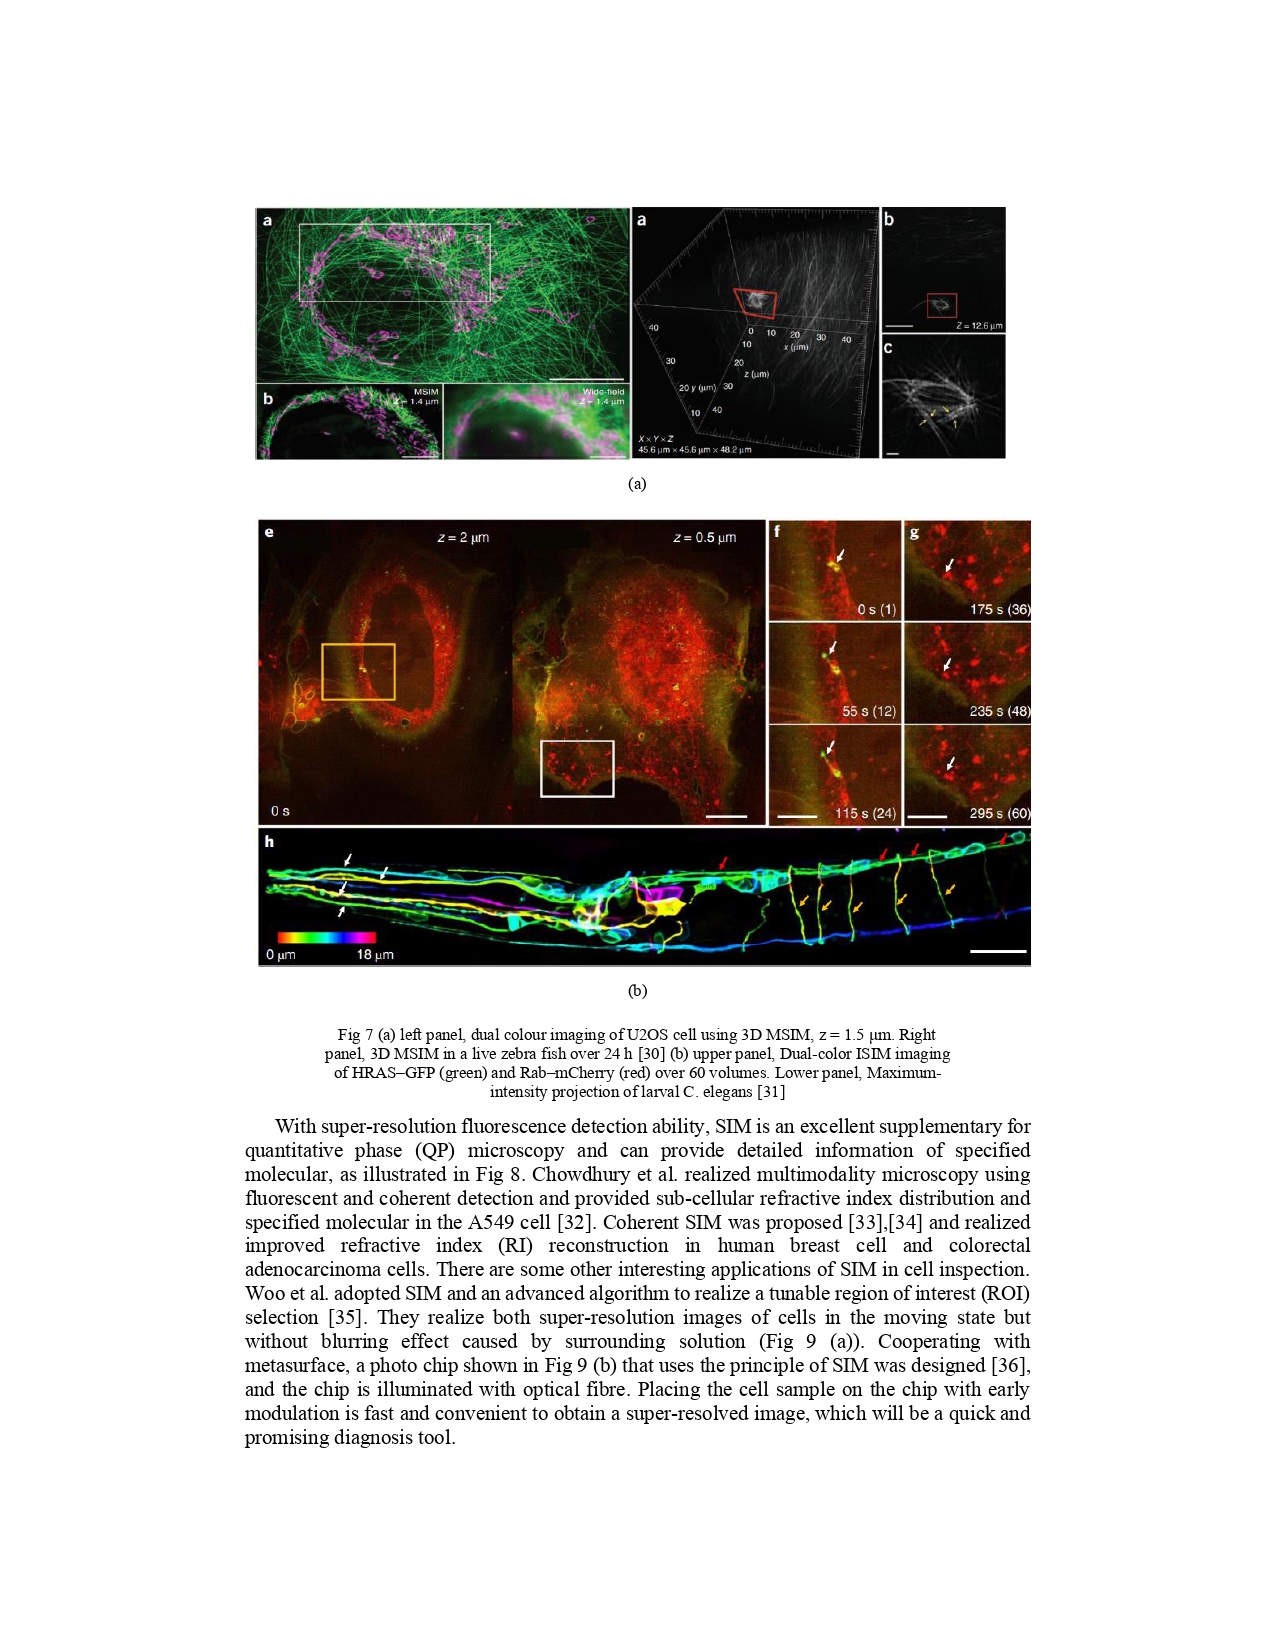 a
b
MSIM
Z = 1.4 μm
Wide-field
Z = 1.4 μm
a
40
30
20 y (μm)
10
0 10 20 30 40
x (μm)
10
20
z (μm)
30
40
X × Y × Z
45.6 μm × 45.6 μm × 48.2 μm
b
Z = 12.6 μm
c
(a)
e
z = 2 μm
z = 0.5 μm
0 s
f
0 s (1)
55 s (12)
115 s (24)
g
175 s (36)
235 s (48)
295 s (60)
h
0 μm 18 μm
(b)
Fig 7 (a) left panel, dual colour imaging of U2OS cell using 3D MSIM, z = 1.5 μm. Right
panel, 3D MSIM in a live zebra fish over 24 h [30] (b) upper panel, Dual-color ISIM imaging
of HRAS–GFP (green) and Rab–mCherry (red) over 60 volumes. Lower panel, Maximum-
intensity projection of larval C. elegans [31]
With super-resolution fluorescence detection ability, SIM is an excellent supplementary for
quantitative phase (QP) microscopy and can provide detailed information of specified
molecular, as illustrated in Fig 8. Chowdhury et al. realized multimodality microscopy using
fluorescent and coherent detection and provided sub-cellular refractive index distribution and
specified molecular in the A549 cell [32]. Coherent SIM was proposed [33],[34] and realized
improved refractive index (RI) reconstruction in human breast cell and colorectal
adenocarcinoma cells. There are some other interesting applications of SIM in cell inspection.
Woo et al. adopted SIM and an advanced algorithm to realize a tunable region of interest (ROI)
selection [35]. They realize both super-resolution images of cells in the moving state but
without blurring effect caused by surrounding solution (Fig 9 (a)). Cooperating with
metasurface, a photo chip shown in Fig 9 (b) that uses the principle of SIM was designed [36],
and the chip is illuminated with optical fibre. Placing the cell sample on the chip with early
modulation is fast and convenient to obtain a super-resolved image, which will be a quick and
promising diagnosis tool.